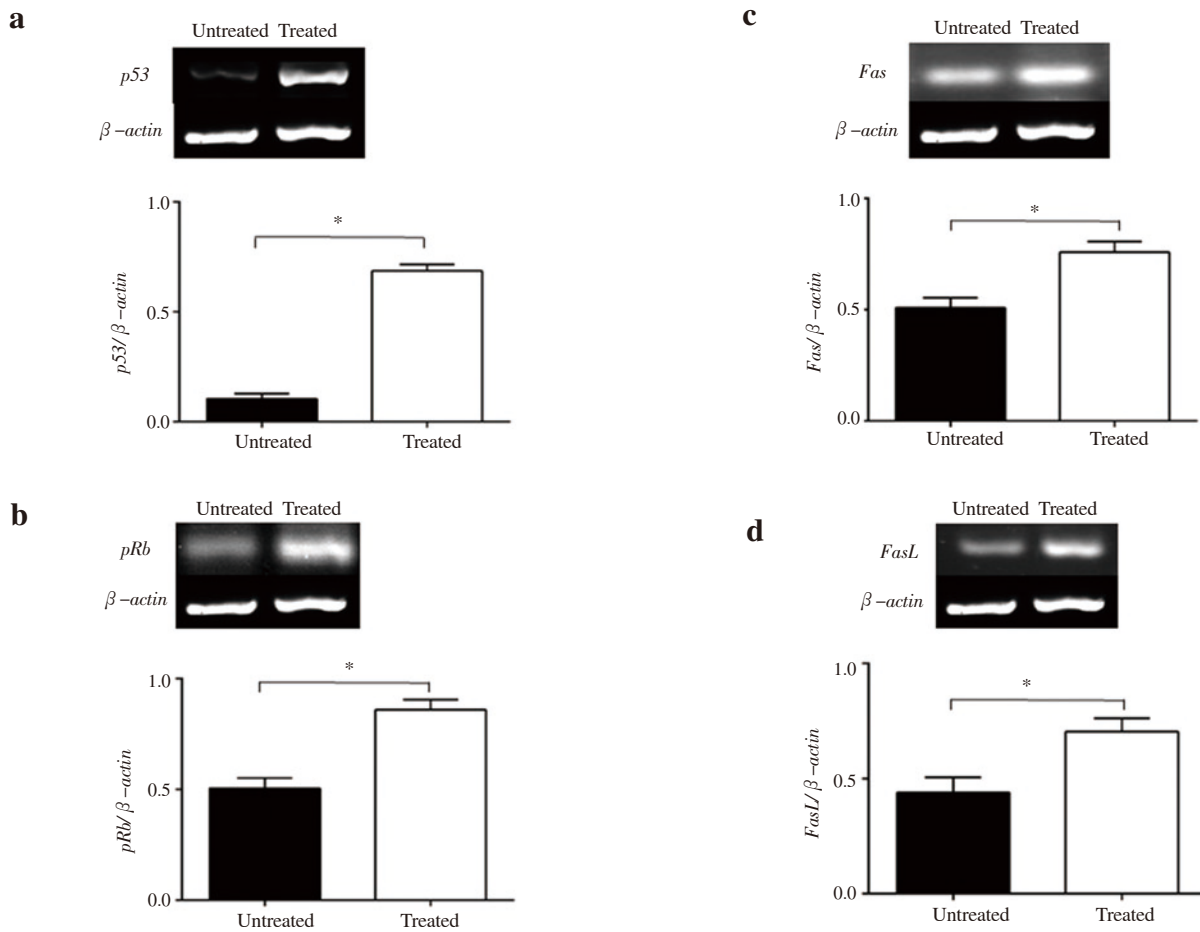 a
Untreated Treated
p53
β-actin
1.0
*
0.5
0.0
p53/β-actin
Untreated Treated
b
Untreated Treated
pRb
β-actin
1.0
*
0.5
0.0
pRb/β-actin
Untreated Treated
c
Untreated Treated
Fas
β-actin
1.0
*
0.5
0.0
Fas/β-actin
Untreated Treated
d
Untreated Treated
FasL
β-actin
1.0
*
0.5
0.0
FasL/β-actin
Untreated Treated